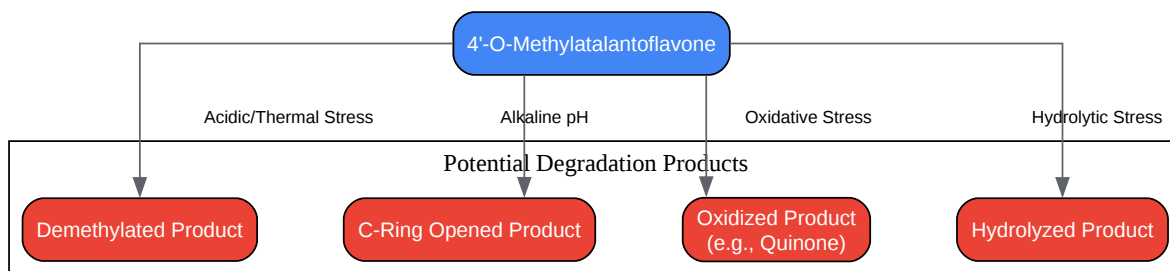 4'-O-Methylatalantoflavone
Acidic/Thermal Stress
Alkaline pH
Oxidative Stress
Hydrolytic Stress
Potential Degradation Products
Demethylated Product
C-Ring Opened Product
Oxidized Product
(e.g., Quinone)
Hydrolyzed Product